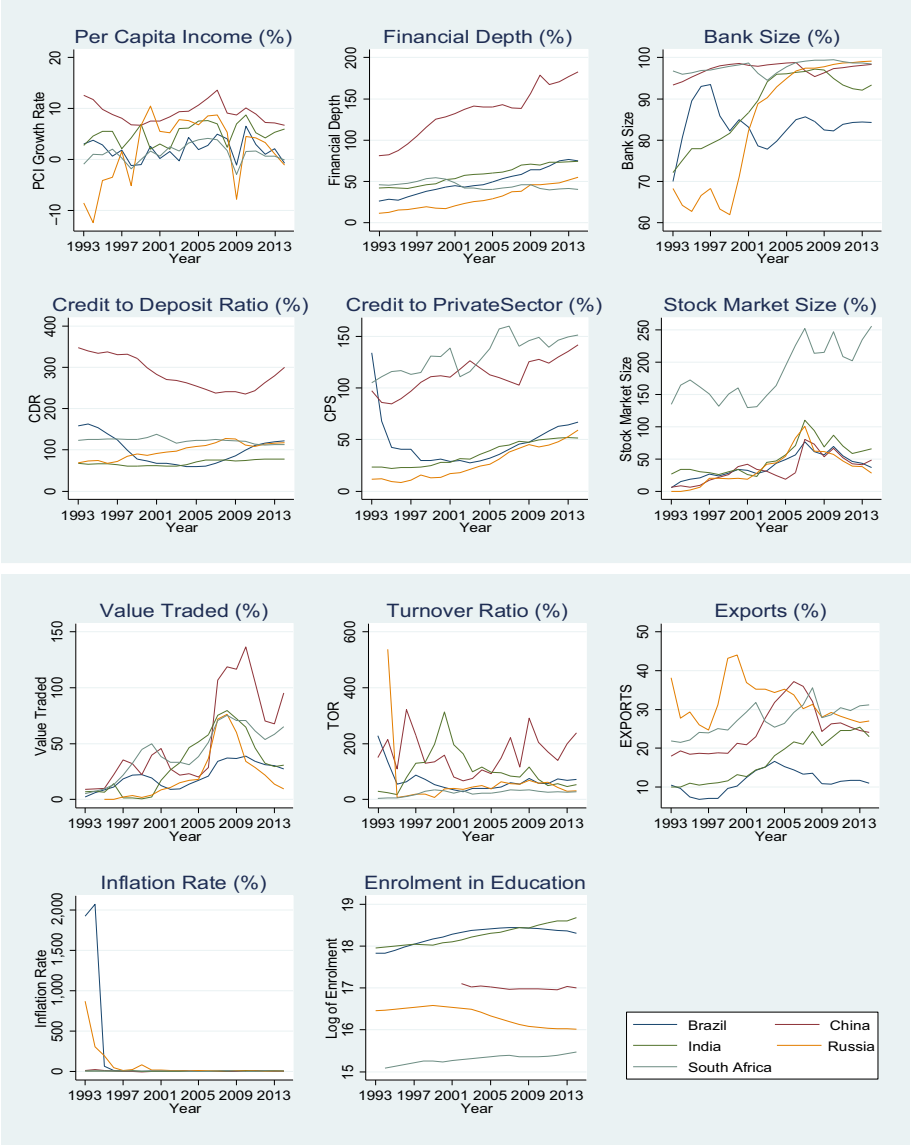 Per Capita Income (%)
PCI Growth Rate
20
10
0
−10
1993 1997 2001 2005 2009 2013
Year
Financial Depth (%)
Financial Depth
200
150
100
50
0
1993 1997 2001 2005 2009 2013
Year
Bank Size (%)
Bank Size
100
90
80
70
60
1993 1997 2001 2005 2009 2013
Year
Credit to Deposit Ratio (%)
CDR
400
300
200
100
0
1993 1997 2001 2005 2009 2013
Year
Credit to PrivateSector (%)
CPS
150
100
50
0
1993 1997 2001 2005 2009 2013
Year
Stock Market Size (%)
Stock Market Size
250
200
150
100
50
0
1993 1997 2001 2005 2009 2013
Year
Value Traded (%)
Value Traded
150
100
50
0
1993 1997 2001 2005 2009 2013
Year
Turnover Ratio (%)
TOR
600
400
200
0
1993 1997 2001 2005 2009 2013
Year
Exports (%)
EXPORTS
50
40
30
20
10
1993 1997 2001 2005 2009 2013
Year
Inflation Rate (%)
Inflation Rate
2,000
1,500
1,000
500
0
1993 1997 2001 2005 2009 2013
Year
Enrolment in Education
Log of Enrolment
19
18
17
16
15
1993 1997 2001 2005 2009 2013
Year
Brazil China
India Russia
South Africa